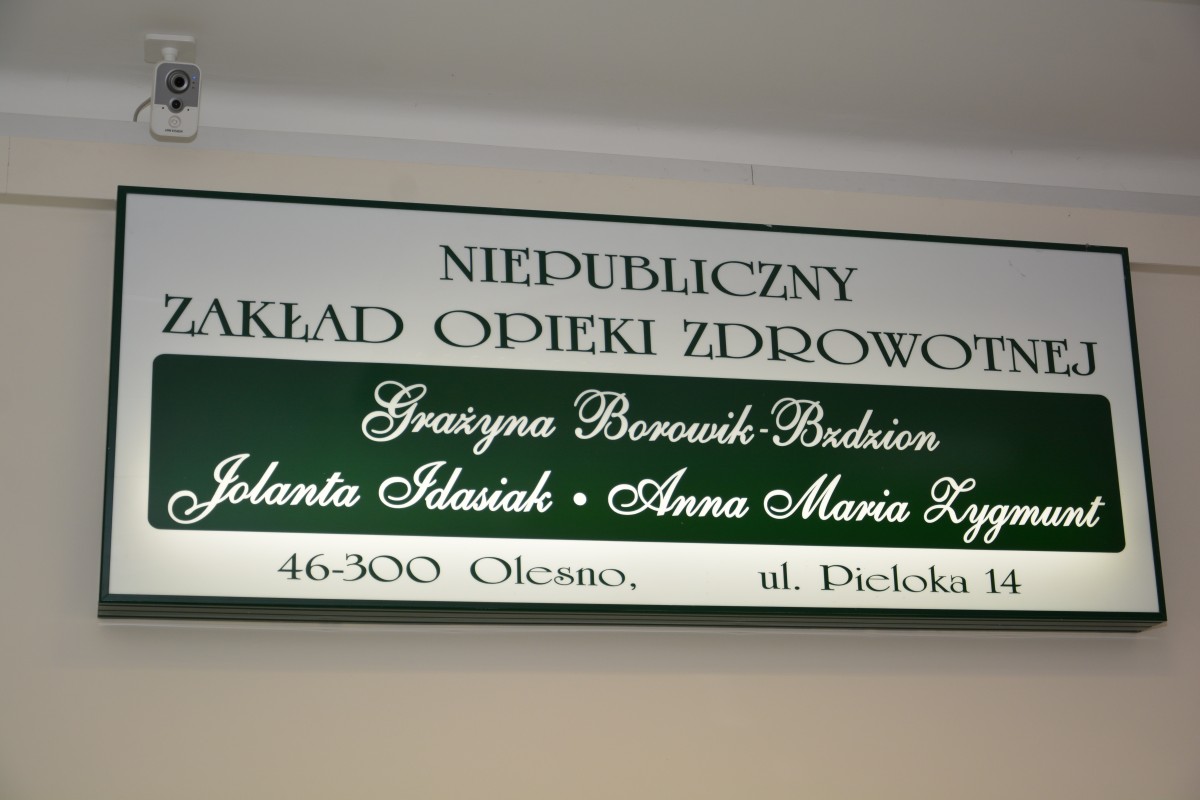 NIEPUBLICZNY
ZAKŁAD OPIEKI ZDROWOTNEJ
Grażyna Borowik-Bzdzion
Jolanta Idasiak • Anna Maria Zygmunt
46-300 Olesno, ul. Pieloka 14